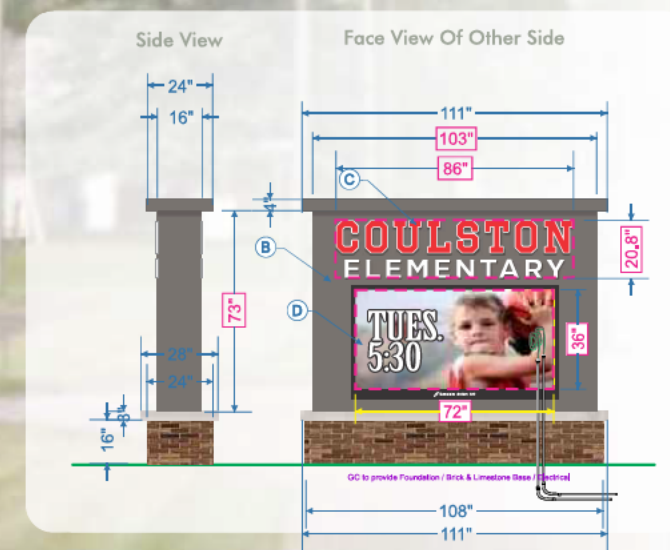 Side View
Face View Of Other Side
24"
16"
111"
103"
86"
C
4"
B
COULSTON
ELEMENTARY
20.8"
73"
D
TUES.
5:30
36"
28"
24"
72"
3"
16"
GC to provide Foundation / Brick & Limestone Base / Electrical
108"
111"